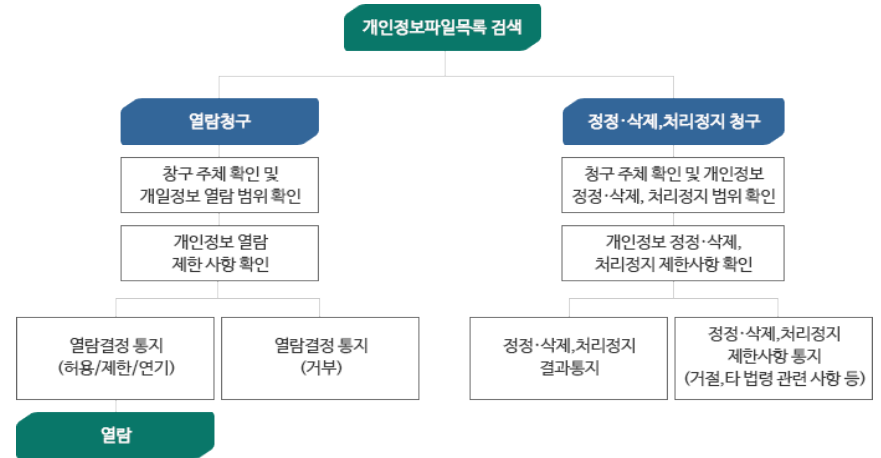 개인정보파일목록 검색
열람청구
창구 주체 확인 및
개일정보 열람 범위 확인
개인정보 열람
제한 사항 확인
열람결정 통지
(허용/제한/연기)
열람결정 통지
(거부)
열람
정정·삭제,처리정지 청구
청구 주체 확인 및 개인정보
정정·삭제, 처리정지 범위 확인
개인정보 정정·삭제,
처리정지 제한사항 확인
정정·삭제,처리정지
결과통지
정정·삭제,처리정지
제한사항 통지
(거절,타 법령 관련 사항 등)